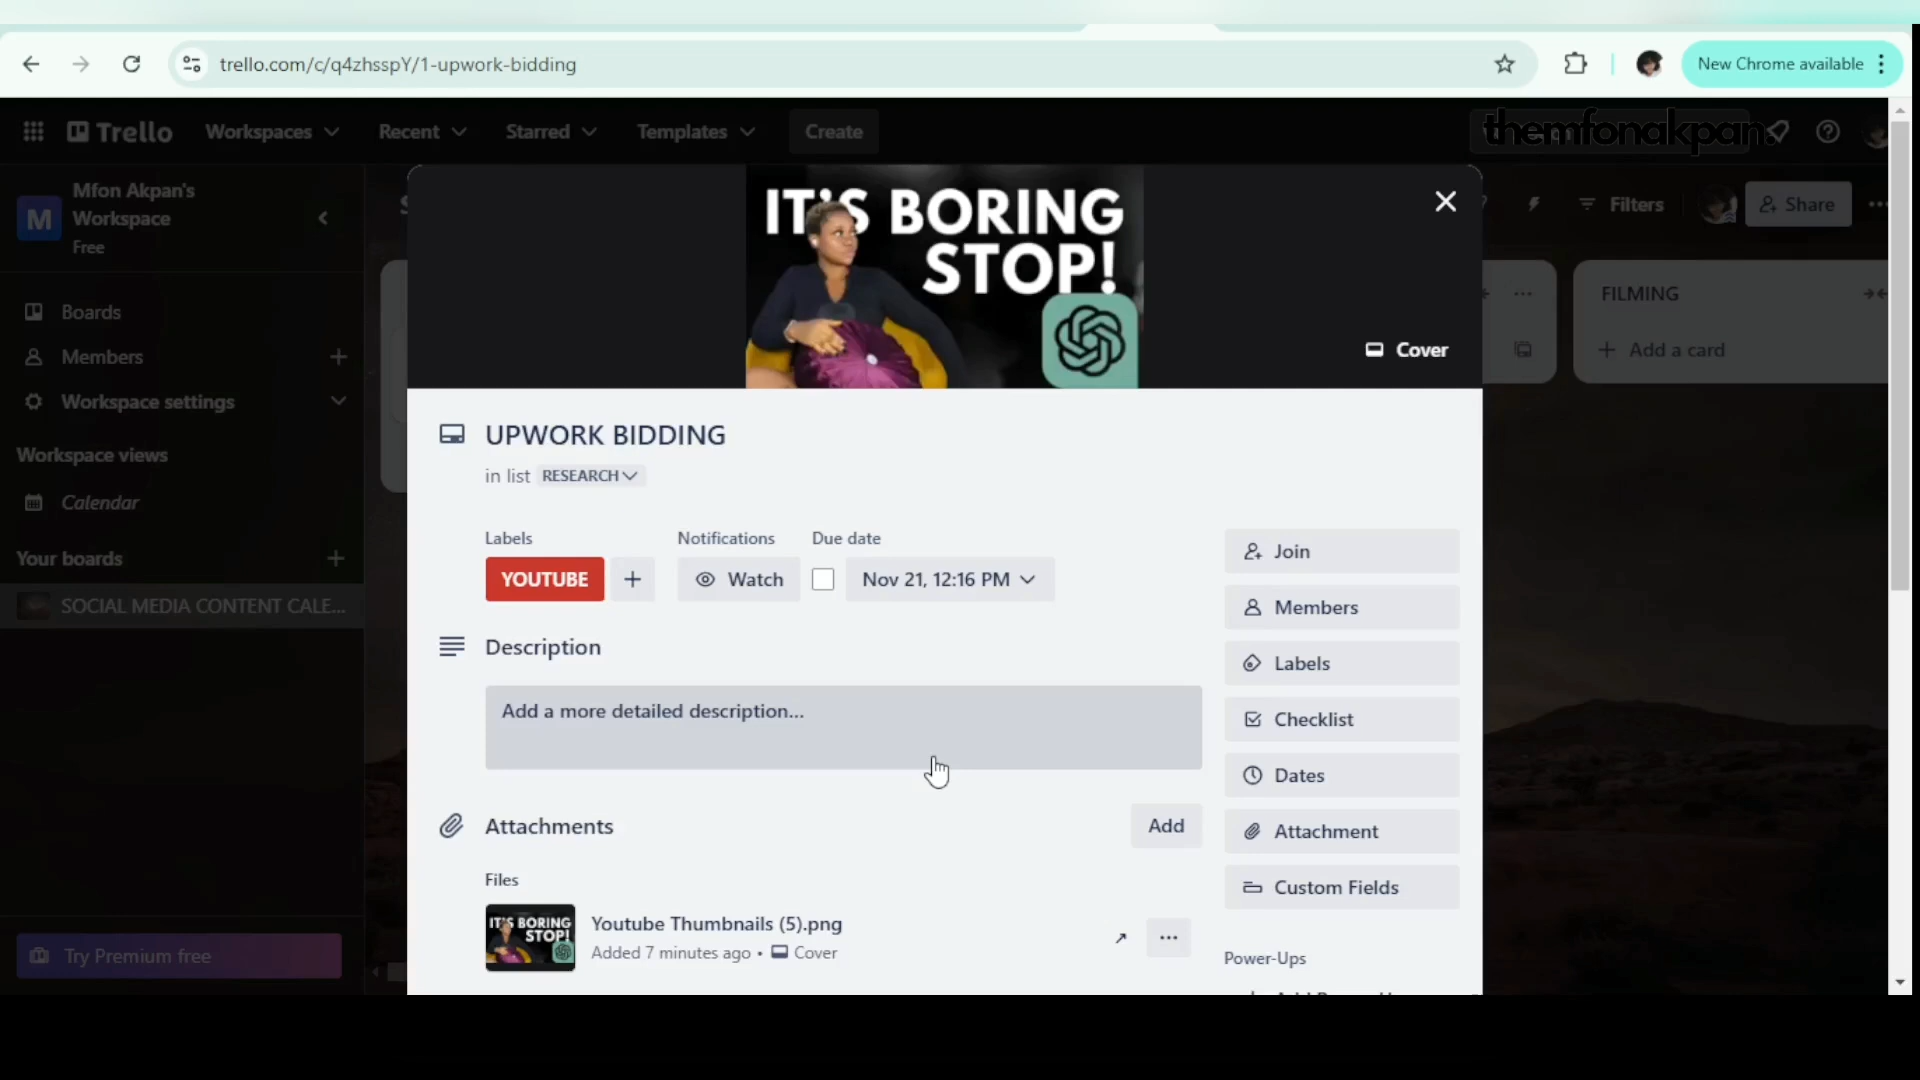 trello.com/c/q4zhsspY/1-upwork-bidding
New Chrome available
Trello
Workspaces
Recent
Starred
Templates
Create
themfonakpan.
Mfon Akpan's
Workspace
Free
M
Filters
Share
IT'S BORING
STOP!
Cover
Boards
Members
Workspace settings
Workspace views
Calendar
Your boards
SOCIAL MEDIA CONTENT CALE...
Try Premium free
FILMING
Add a card
UPWORK BIDDING
in list RESEARCH
Labels
Notifications
Due date
YOUTUBE
Watch
Nov 21, 12:16 PM
Description
Add a more detailed description...
Attachments
Add
Files
IT'S BORING
STOP!
Youtube Thumbnails (5).png
Added 7 minutes ago • Cover
Join
Members
Labels
Checklist
Dates
Attachment
Custom Fields
Power-Ups